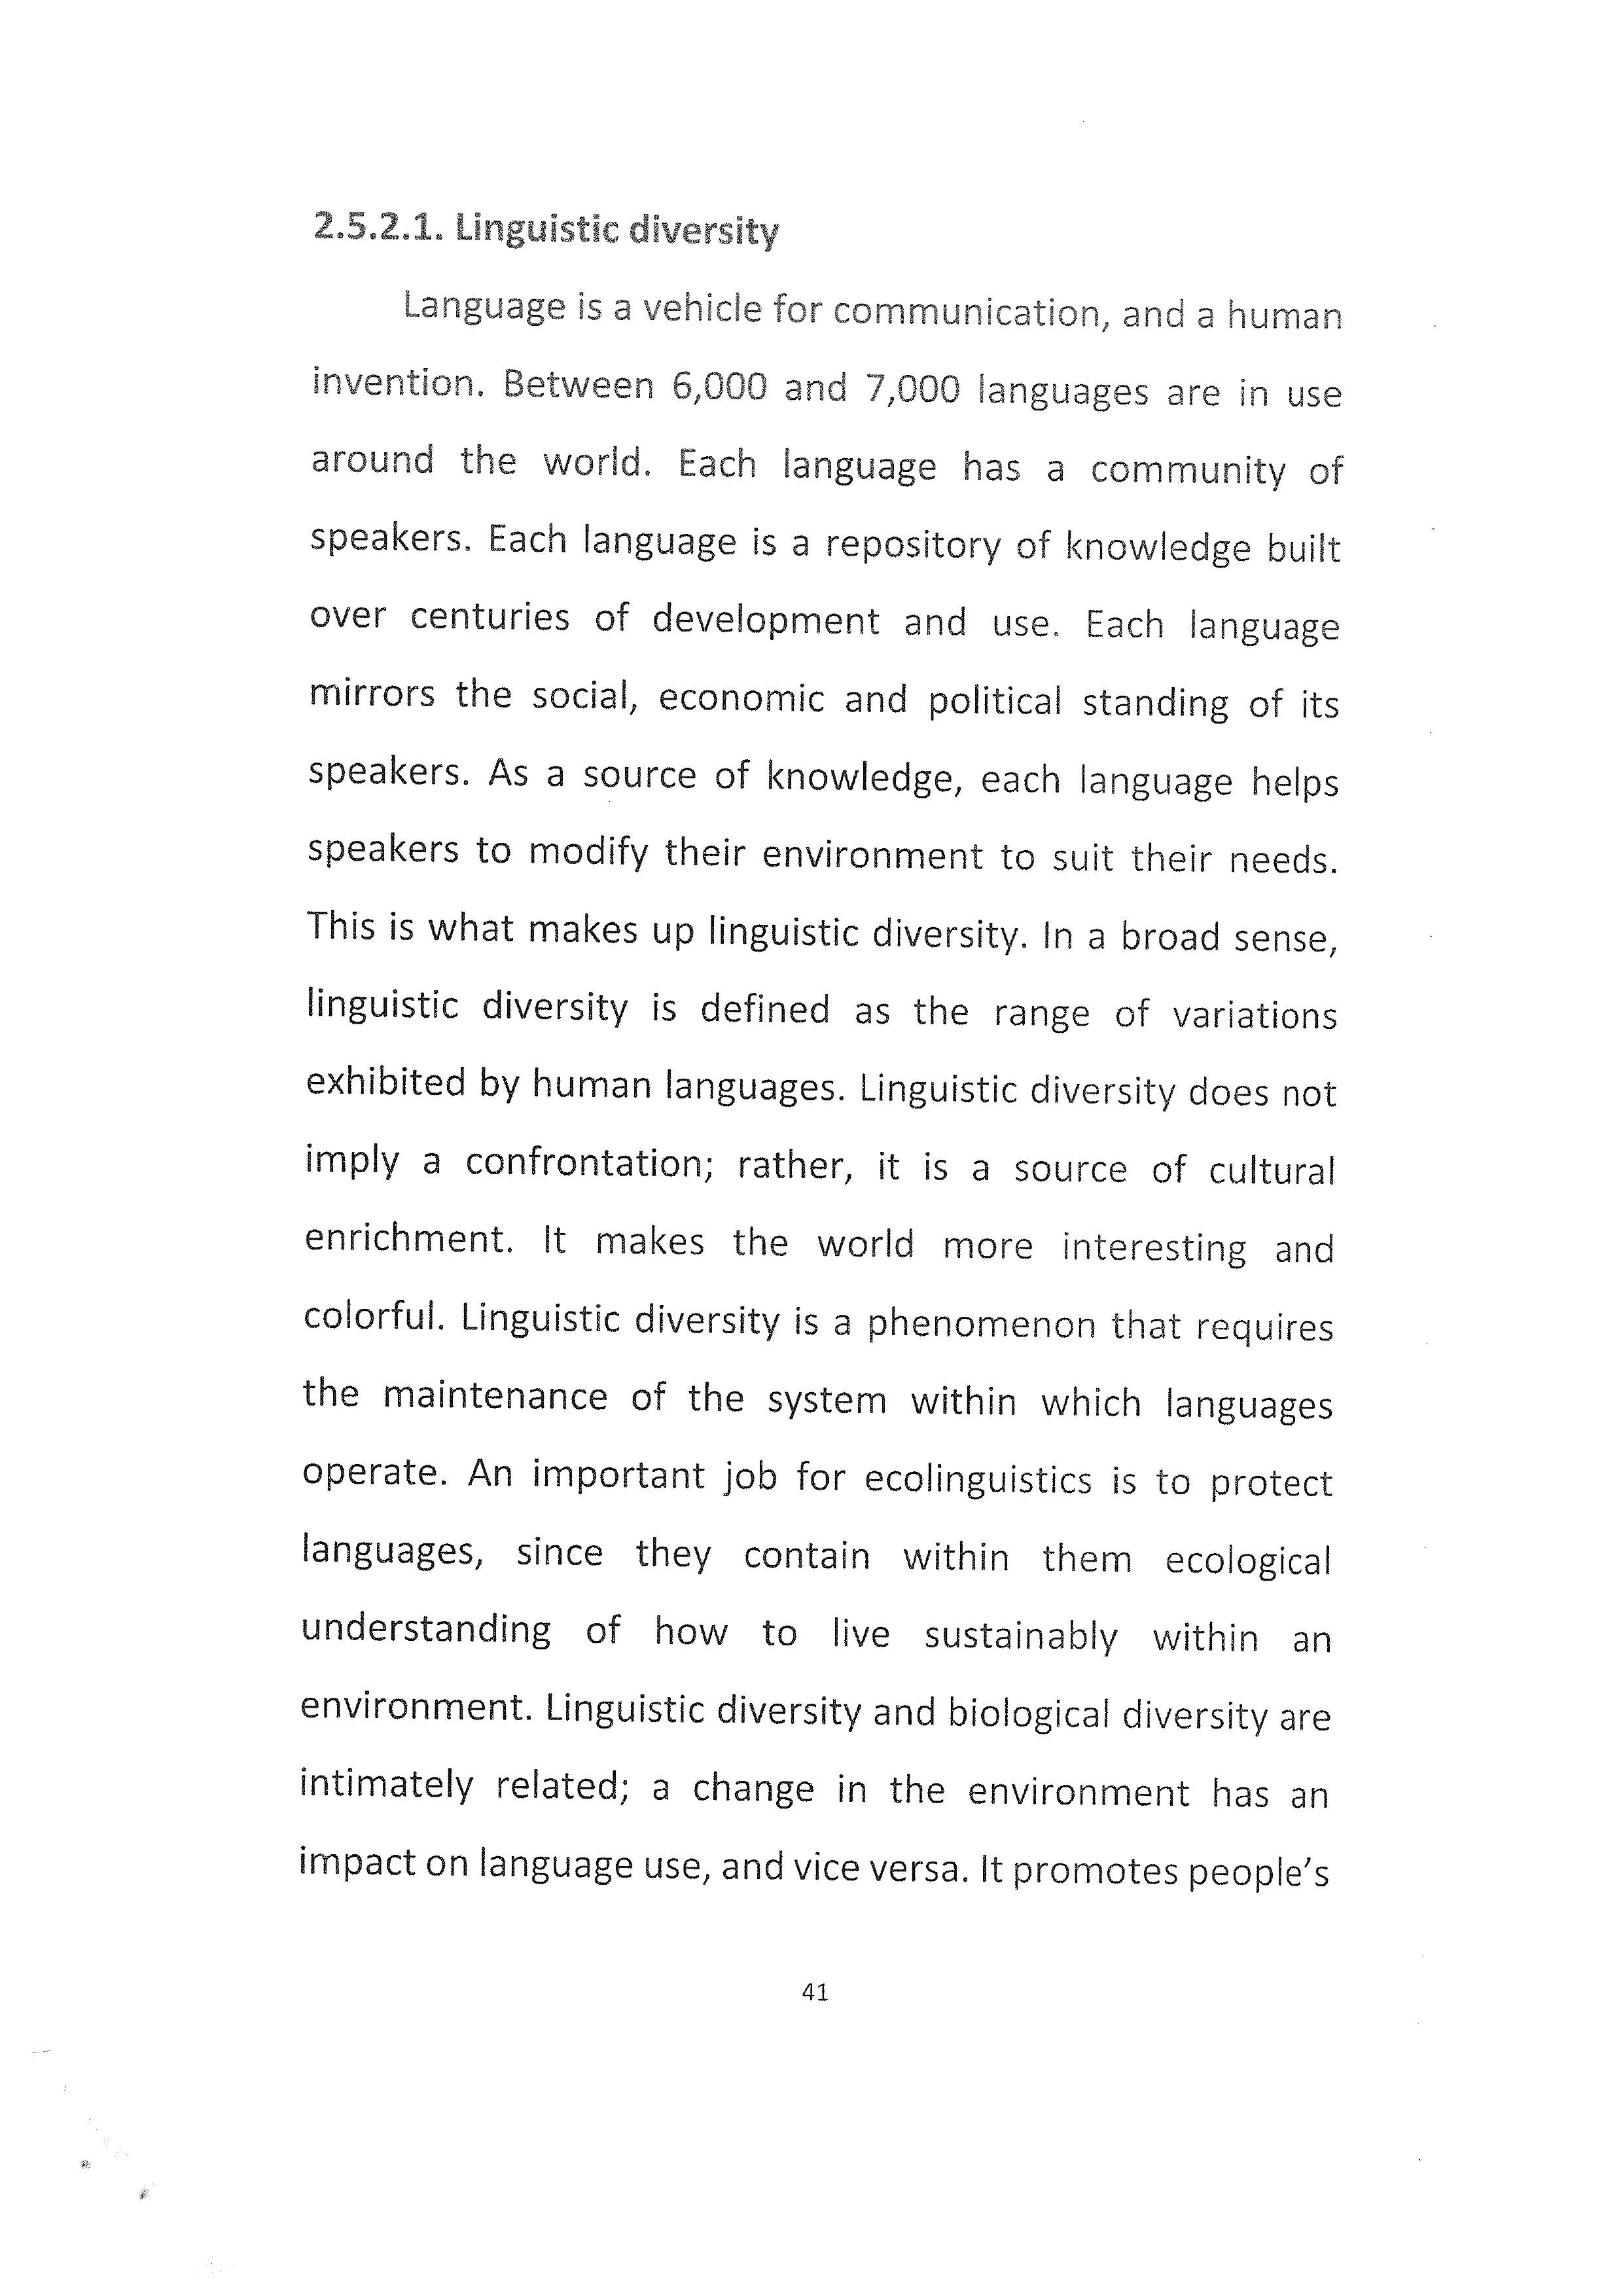 2.5.2.1. Linguistic diversity
Language is a vehicle for communication, and a human
invention. Between 6,000 and 7,000 languages are in use
around the world. Each language has a community of
speakers. Each language is a repository of knowledge built
over centuries of development and use. Each language
mirrors the social, economic and political standing of its
speakers. As a source of knowledge, each language helps
speakers to modify their environment to suit their needs.
This is what makes up linguistic diversity. In a broad sense,
linguistic diversity is defined as the range of variations
exhibited by human languages. Linguistic diversity does not
imply a confrontation; rather, it is a source of cultural
enrichment. It makes the world more interesting and
colorful. Linguistic diversity is a phenomenon that requires
the maintenance of the system within which languages
operate. An important job for ecolinguistics is to protect
languages, since they contain within them ecological
understanding of how to live sustainably within an
environment. Linguistic diversity and biological diversity are
intimately related; a change in the environment has an
impact on language use, and vice versa. It promotes people's
41